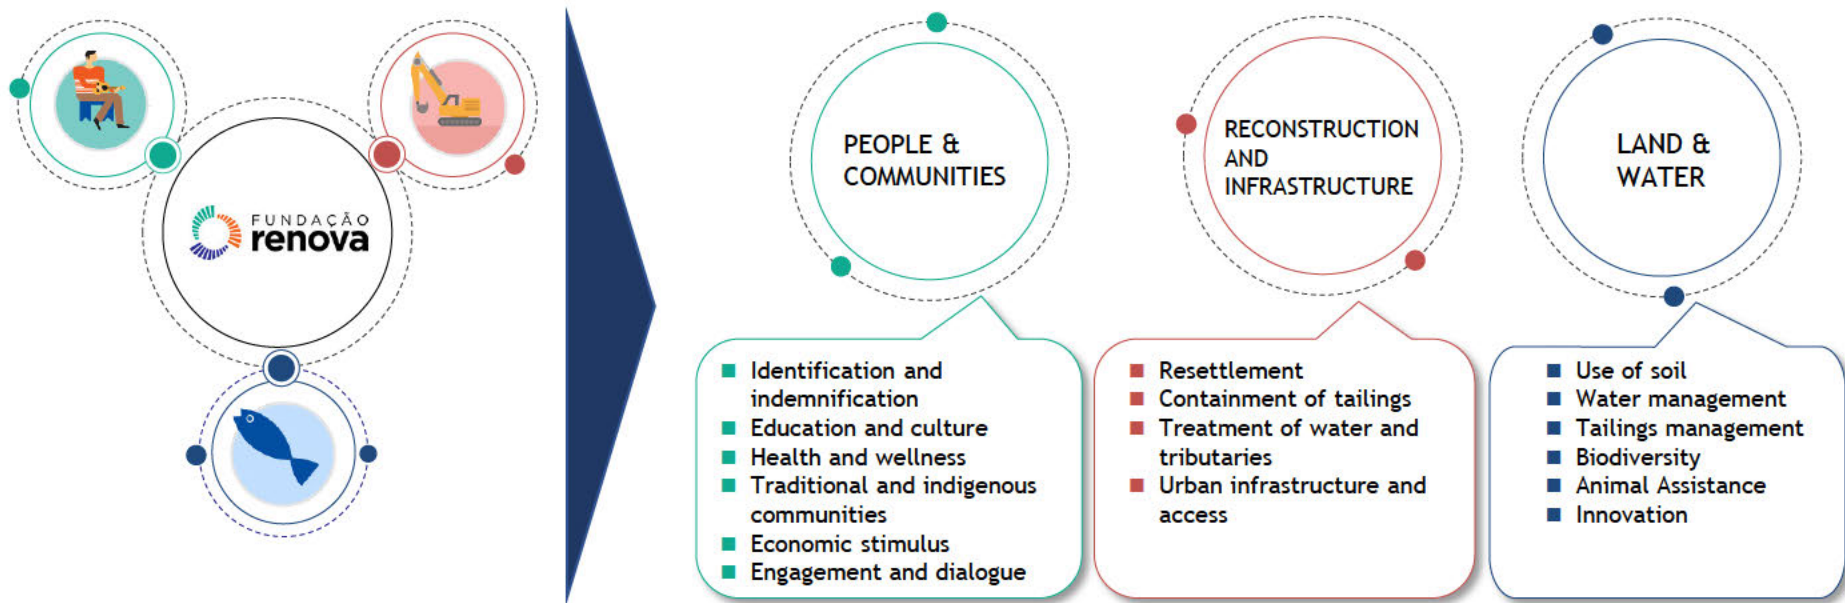 FUNDAÇÃO
renova
PEOPLE &
COMMUNITIES
Identification and
indemnification
Education and culture
Health and wellness
Traditional and indigenous
communities
Economic stimulus
Engagement and dialogue
RECONSTRUCTION
AND
INFRASTRUCTURE
Resettlement
Containment of tailings
Treatment of water and
tributaries
Urban infrastructure and
access
LAND &
WATER
Use of soil
Water management
Tailings management
Biodiversity
Animal Assistance
Innovation